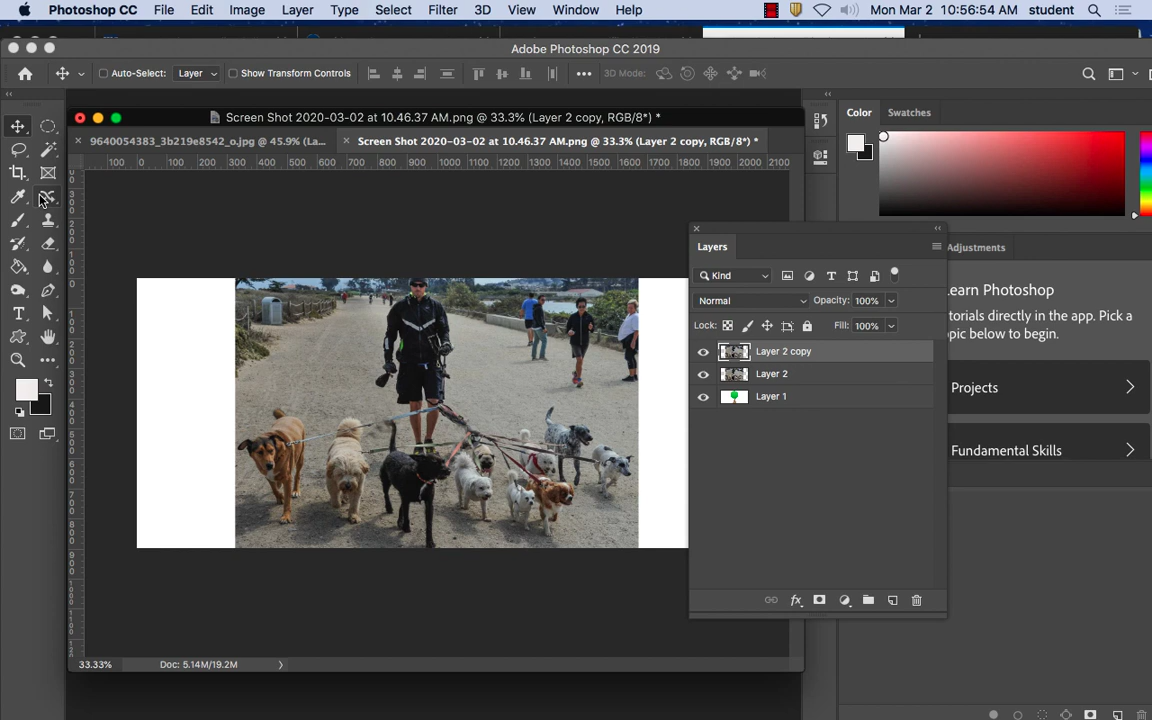 Photoshop CC File Edit Image Layer Type Select Filter 3D View Window Help Mon Mar 2 10:56:54 AM student
Adobe Photoshop CC 2019
Auto-Select: Layer Show Transform Controls 3D Mode:
Screen Shot 2020-03-02 at 10.46.37 AM.png @ 33.3% (Layer 2 copy, RGB/8*) *
9640054383_3b219e8542_o.jpg @ 45.9% (La... Screen Shot 2020-03-02 at 10.46.37 AM.png @ 33.3% (Layer 2 copy, RGB/8*) *
100 0 100 200 300 400 500 600 700 800 900 1000 1100 1200 1300 1400 1500 1600 1700 1800 1900 2000 2100
Color Swatches
Layers
Adjustments
Kind
Normal Opacity: 100%
Lock: Fill: 100%
Layer 2 copy
Layer 2
Layer 1
earn Photoshop
torials directly in the app. Pick a
pic below to begin.
Projects
Fundamental Skills
33.33% Doc: 5.14M/19.2M